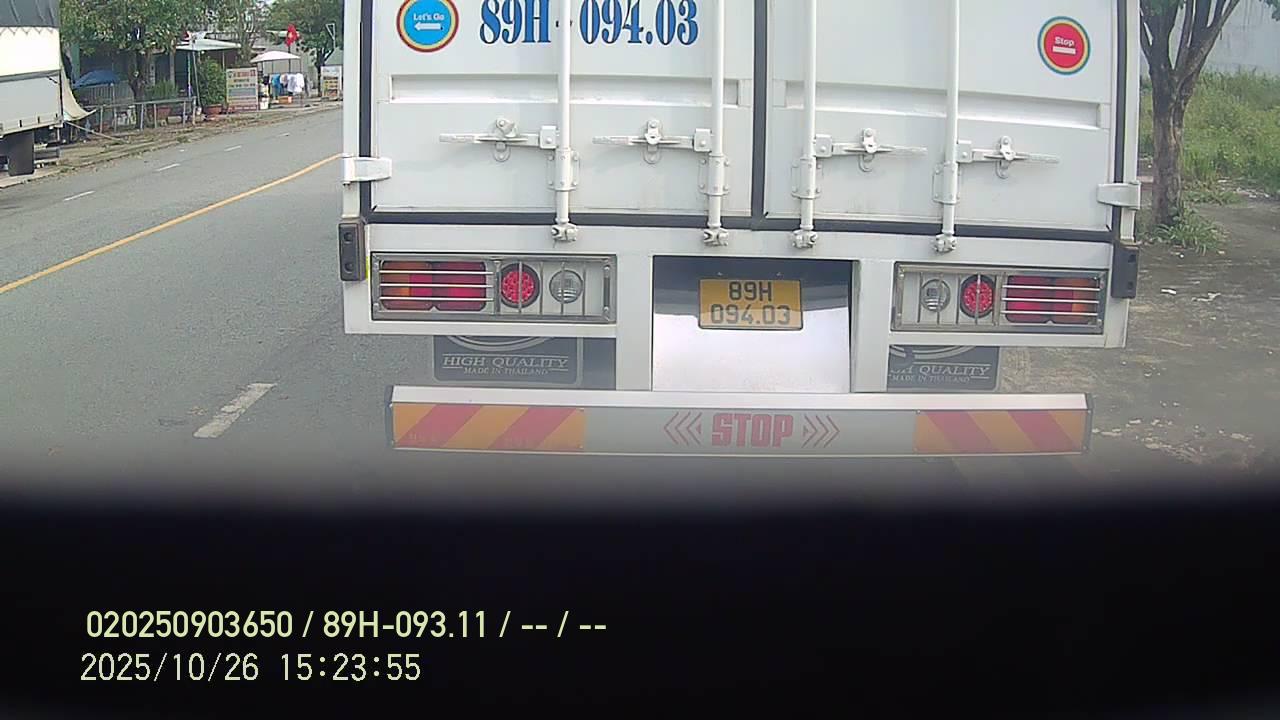 Let's Go
89H-094.03
Stop
89H
094.03
HIGH QUALITY
MADE IN THAILAND
QUALITY
MADE IN THAILAND
STOP
020250903650 / 89H-093.11 / -- / --
2025/10/26 15:23:55